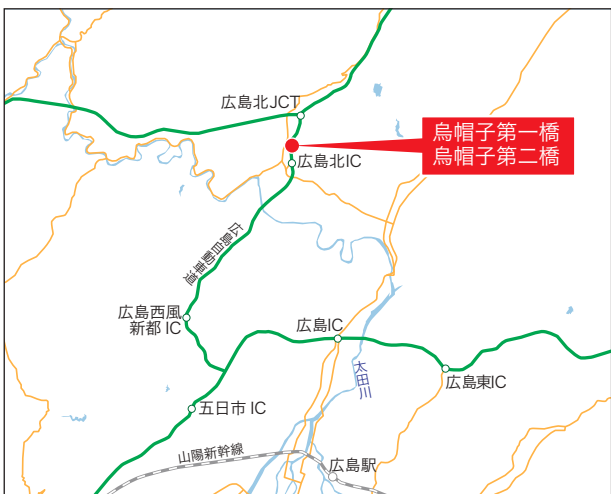 広島北JCT
烏帽子第一橋
烏帽子第二橋
広島北IC
広島自動車道
広島西風
新都 IC
広島IC
太田川
広島東IC
五日市 IC
山陽新幹線
広島駅